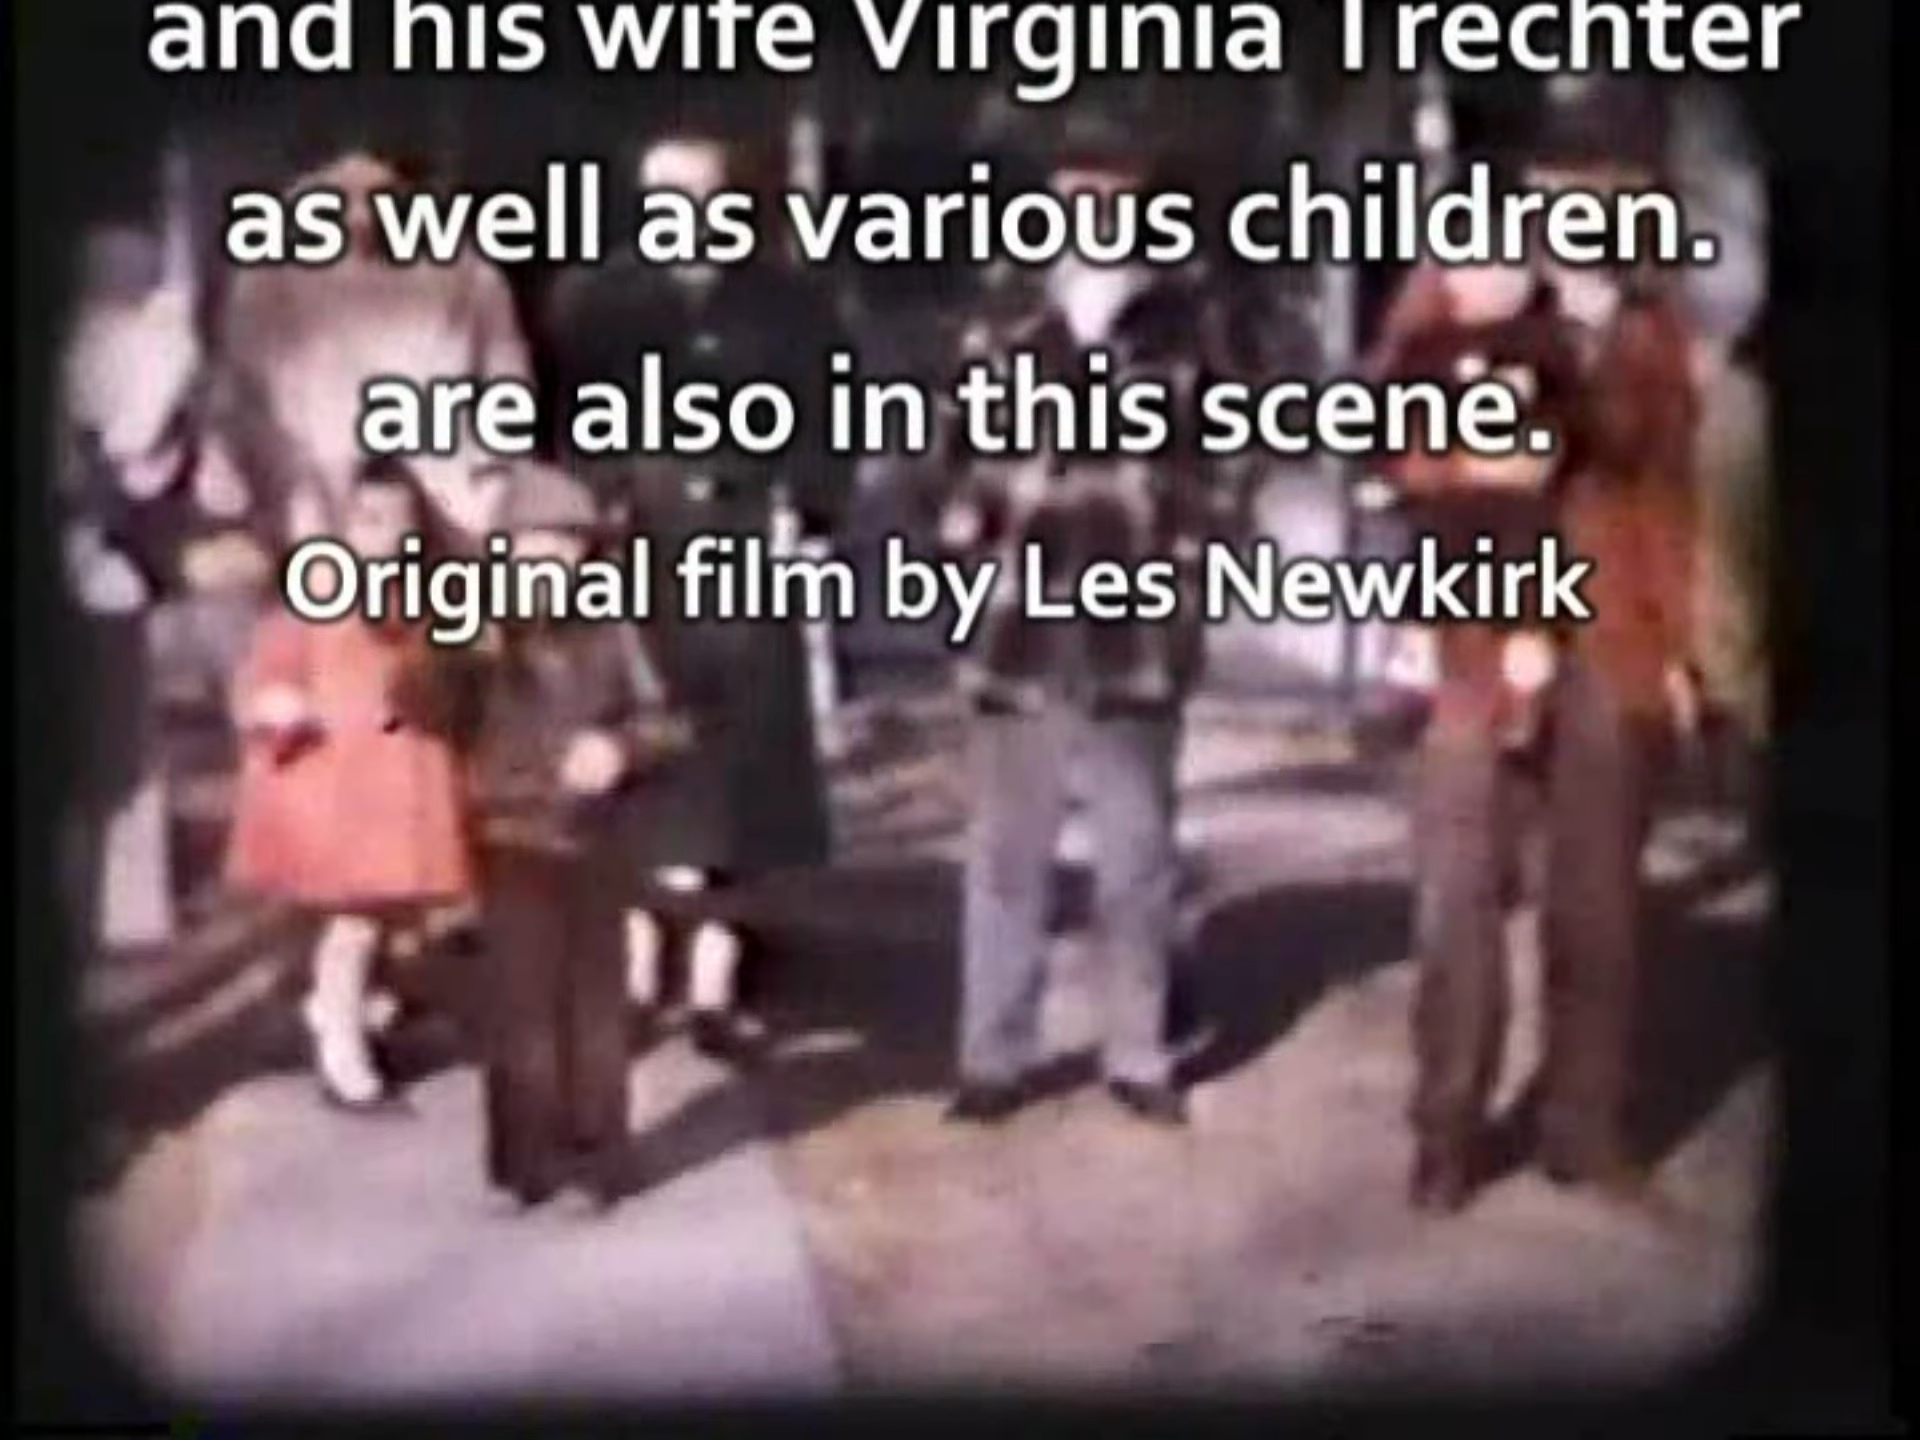 and his wife Virginia Trechter
as well as various children.
are also in this scene.
Original film by Les Newkirk